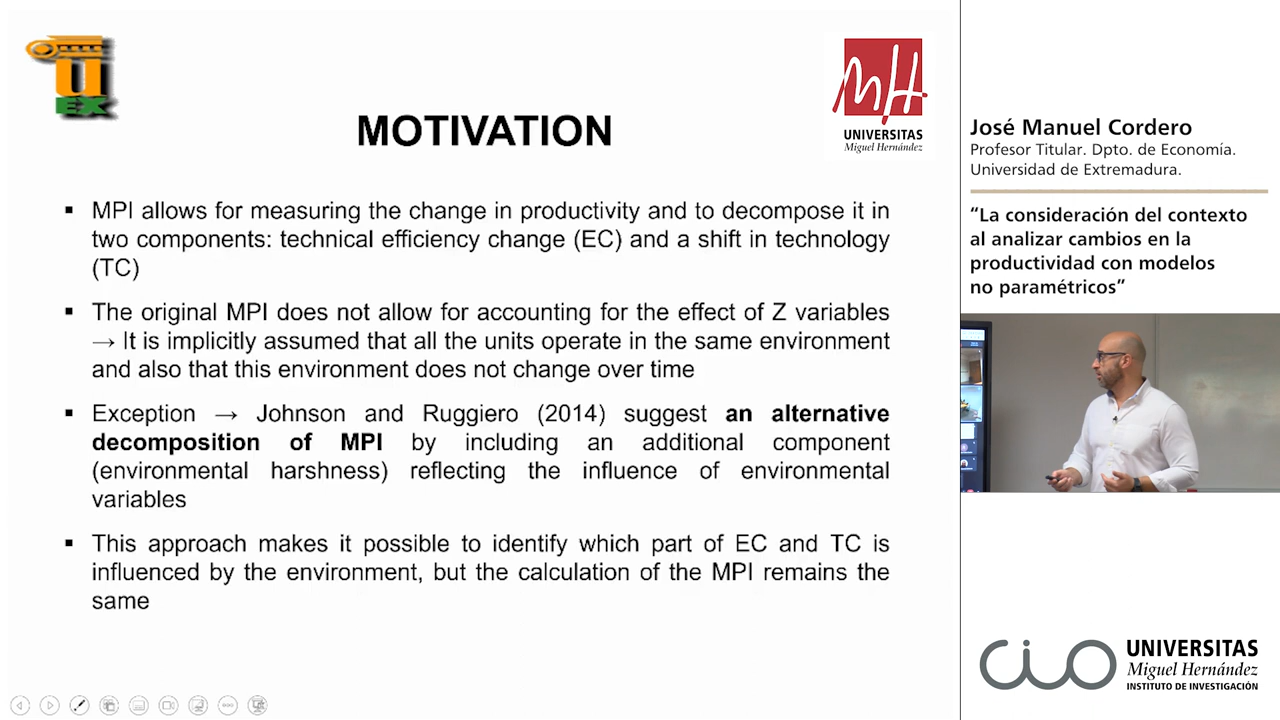 U
EX
MH
UNIVERSITAS
Miguel Hernández
MOTIVATION
▪ MPI allows for measuring the change in productivity and to decompose it in
two components: technical efficiency change (EC) and a shift in technology
(TC)
▪ The original MPI does not allow for accounting for the effect of Z variables
→ It is implicitly assumed that all the units operate in the same environment
and also that this environment does not change over time
▪ Exception → Johnson and Ruggiero (2014) suggest an alternative
decomposition of MPI by including an additional component
(environmental harshness) reflecting the influence of environmental
variables
▪ This approach makes it possible to identify which part of EC and TC is
influenced by the environment, but the calculation of the MPI remains the
same
José Manuel Cordero
Profesor Titular. Dpto. de Economía.
Universidad de Extremadura.
“La consideración del contexto
al analizar cambios en la
productividad con modelos
no paramétricos”
cio
UNIVERSITAS
Miguel Hernández
INSTITUTO DE INVESTIGACIÓN